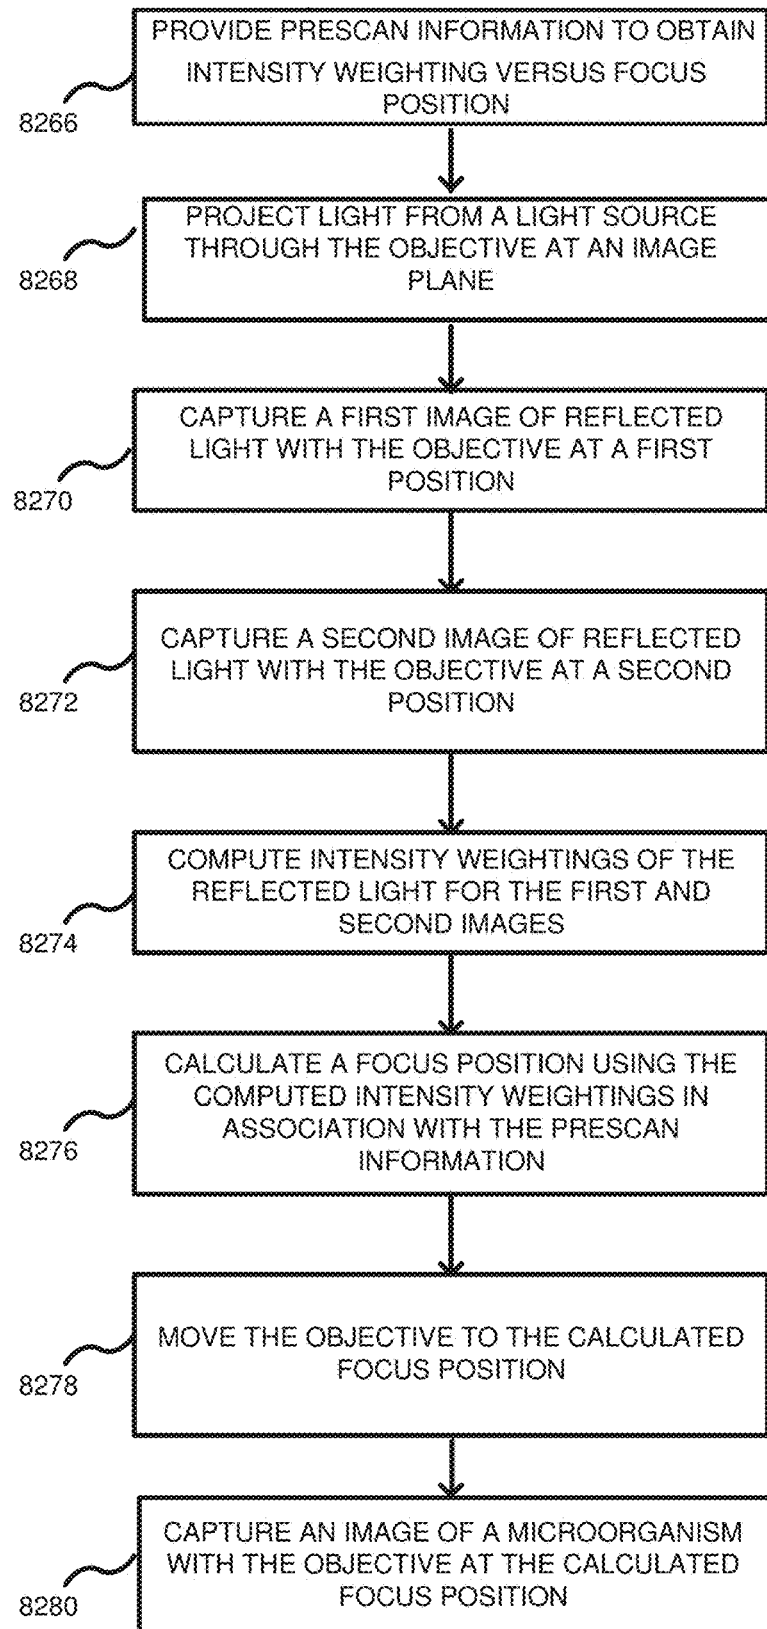 PROVIDE PRESCAN INFORMATION TO OBTAIN
INTENSITY WEIGHTING VERSUS FOCUS
POSITION
8266
PROJECT LIGHT FROM A LIGHT SOURCE
THROUGH THE OBJECTIVE AT AN IMAGE
PLANE
8268
CAPTURE A FIRST IMAGE OF REFLECTED
LIGHT WITH THE OBJECTIVE AT A FIRST
POSITION
8270
CAPTURE A SECOND IMAGE OF REFLECTED
LIGHT WITH THE OBJECTIVE AT A SECOND
POSITION
8272
COMPUTE INTENSITY WEIGHTINGS OF THE
REFLECTED LIGHT FOR THE FIRST AND
SECOND IMAGES
8274
CALCULATE A FOCUS POSITION USING THE
COMPUTED INTENSITY WEIGHTINGS IN
ASSOCIATION WITH THE PRESCAN
INFORMATION
8276
MOVE THE OBJECTIVE TO THE CALCULATED
FOCUS POSITION
8278
CAPTURE AN IMAGE OF A MICROORGANISM
WITH THE OBJECTIVE AT THE CALCULATED
FOCUS POSITION
8280